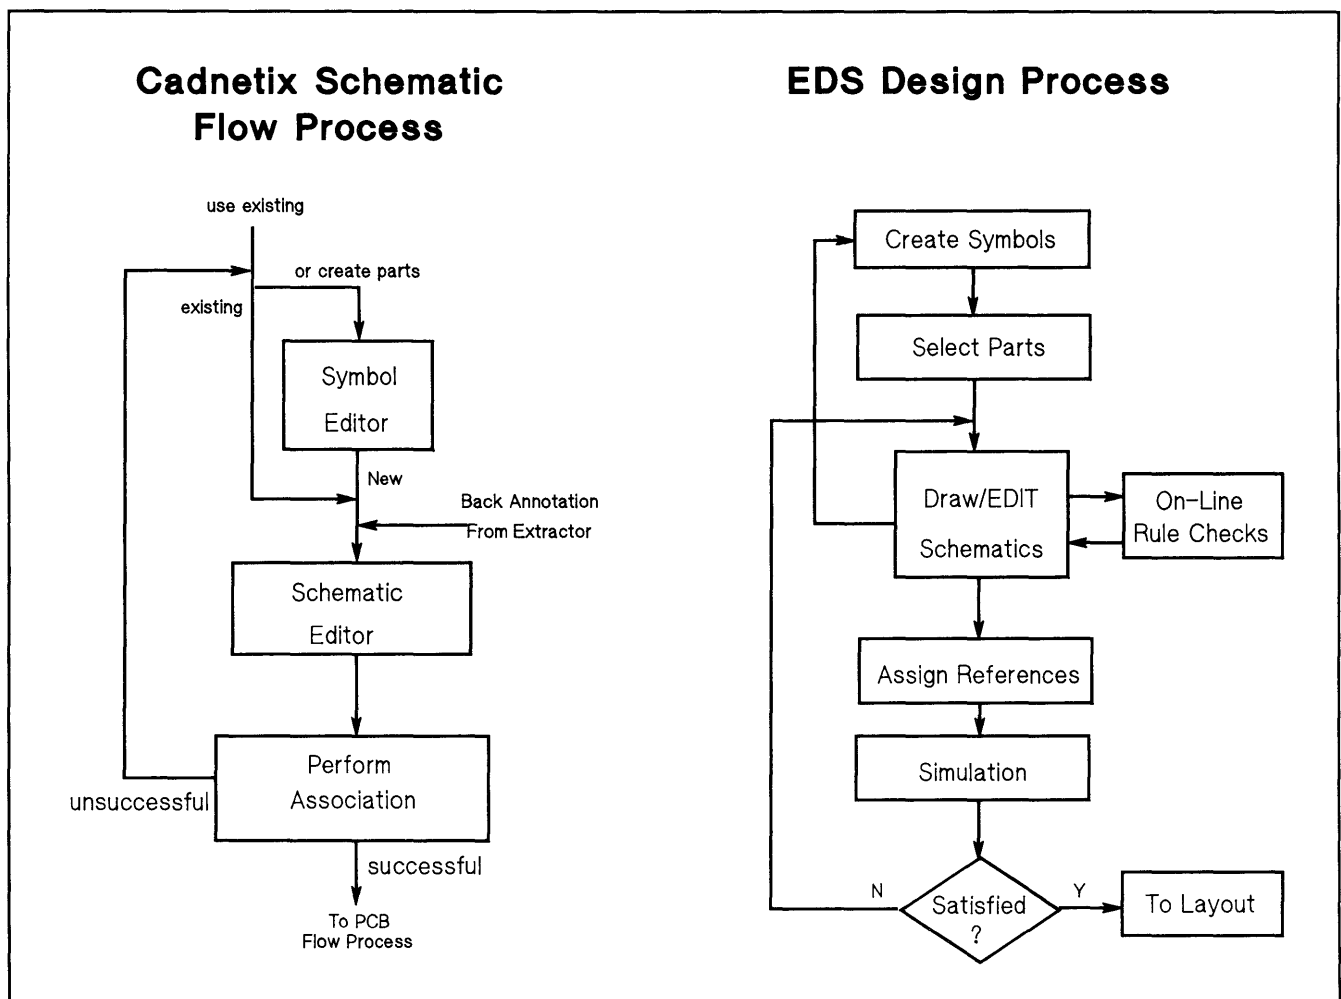 Cadnetix Schematic
Flow Process
use existing
or create parts
existing
Symbol
Editor
New
Back Annotation
From Extractor
Schematic
Editor
Perform
Association
unsuccessful
successful
To PCB
Flow Process
EDS Design Process
Create Symbols
Select Parts
Draw/EDIT
Schematics
On-Line
Rule Checks
Assign References
Simulation
Satisfied
?
N
Y
To Layout